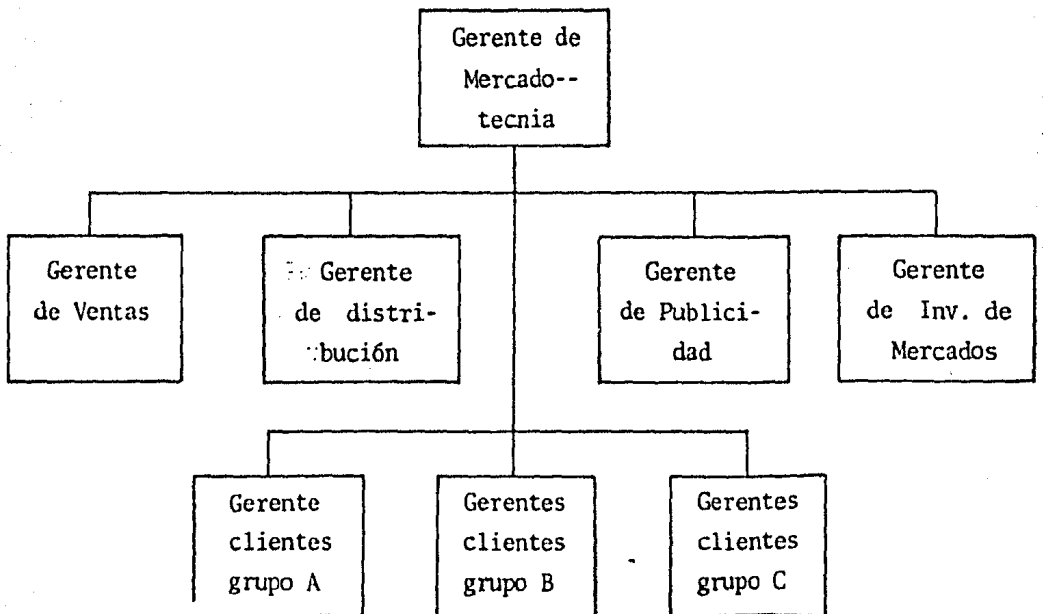 Gerente de
Mercado--
tecnia
Gerente
de Ventas
Gerente
de distri-
bución
Gerente
de Publici-
dad
Gerente
de Inv. de
Mercados
Gerente
clientes
grupo A
Gerentes
clientes
grupo B
Gerentes
clientes
grupo C